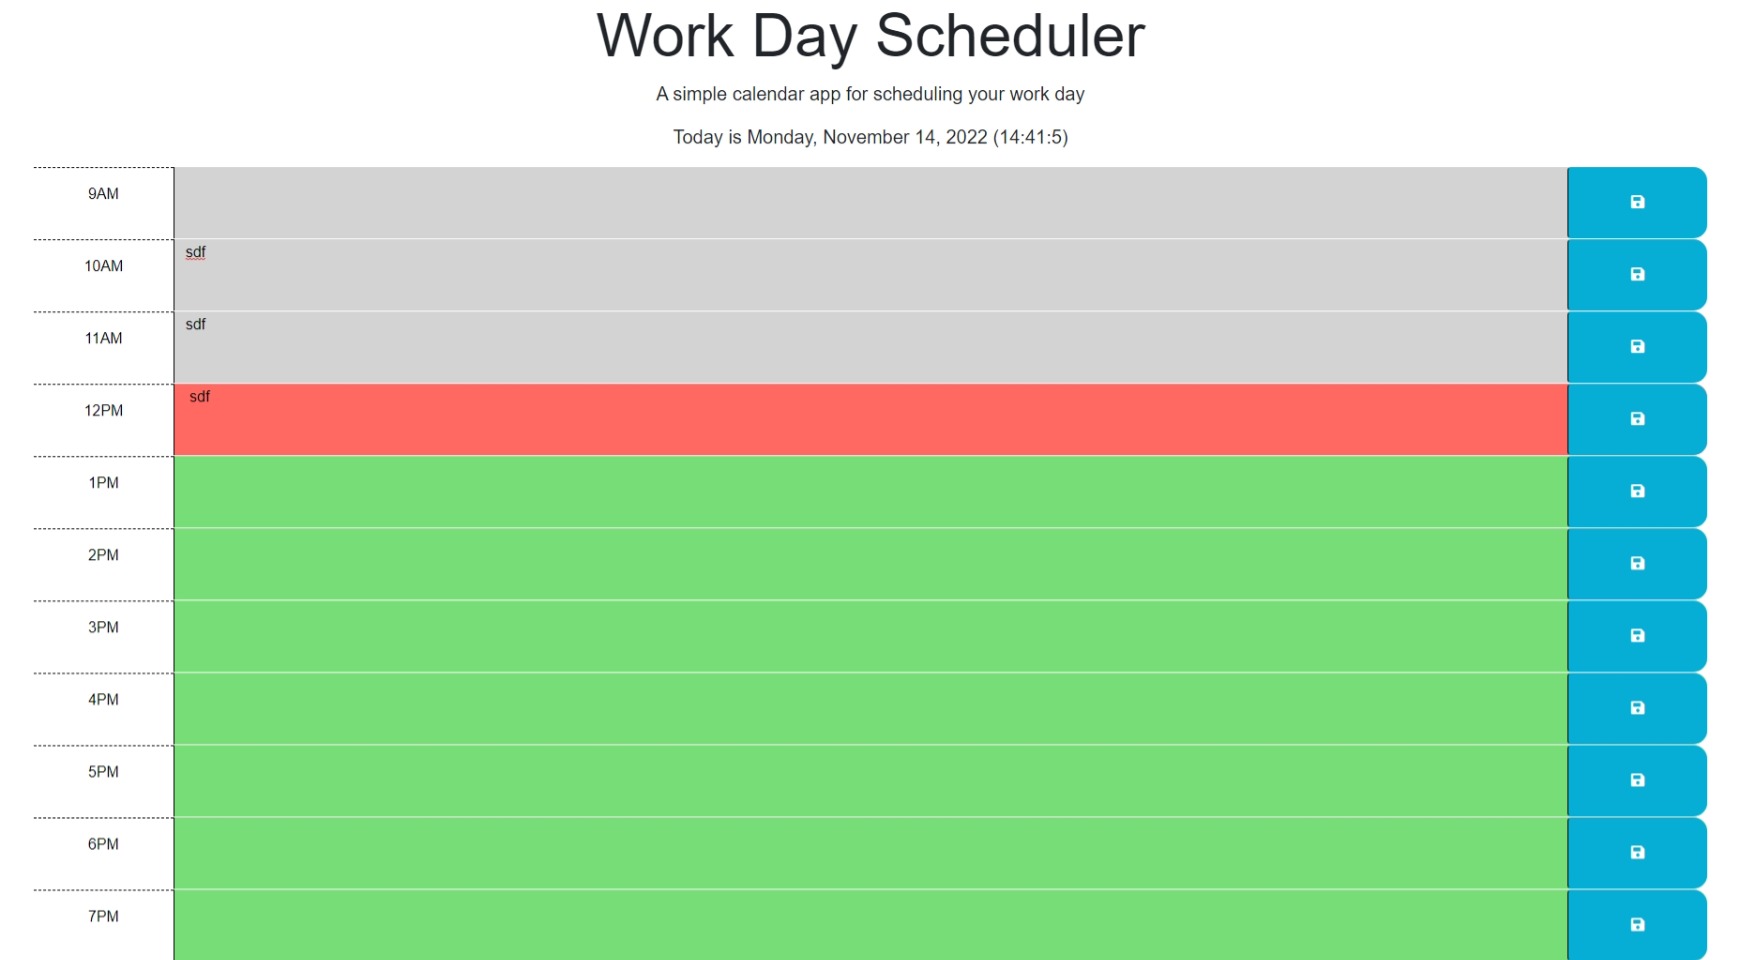 Work Day Scheduler
A simple calendar app for scheduling your work day
Today is Monday, November 14, 2022 (14:41:5)
9AM
10AM sdf
11AM sdf
12PM sdf
1PM
2PM
3PM
4PM
5PM
6PM
7PM